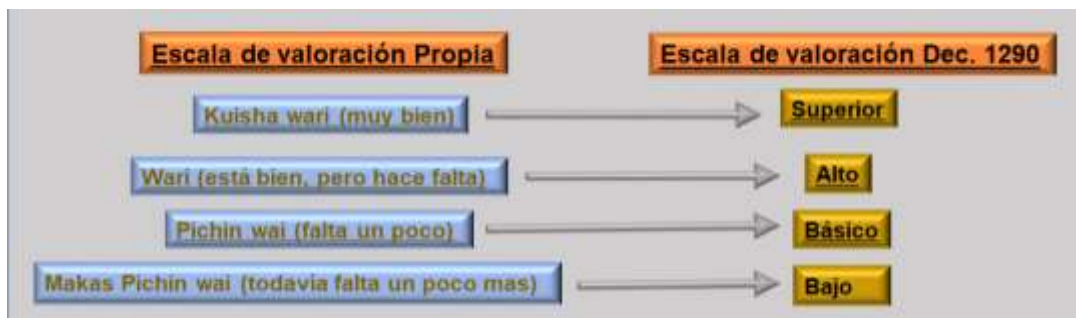 Escala de valoración Propia
Escala de valoración Dec. 1290
Kuisha wari (muy bien)
Superior
Wari (está bien, pero hace falta)
Alto
Pichin wai (falta un poco)
Básico
Makas Pichin wai (todavia falta un poco mas)
Bajo